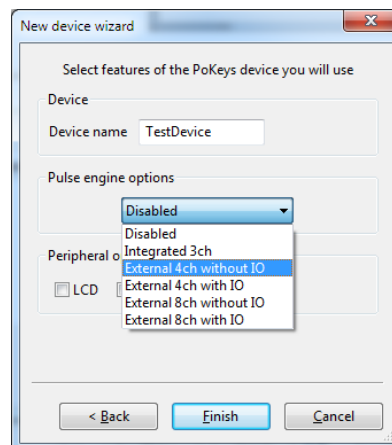 New device wizard
Select features of the PoKeys device you will use
Device
Device name TestDevice
Pulse engine options
Disabled
Disabled
Integrated 3ch
External 4ch without IO
Peripheral o
External 4ch with IO
LCD
External 8ch without IO
External 8ch with IO
< Back Finish Cancel